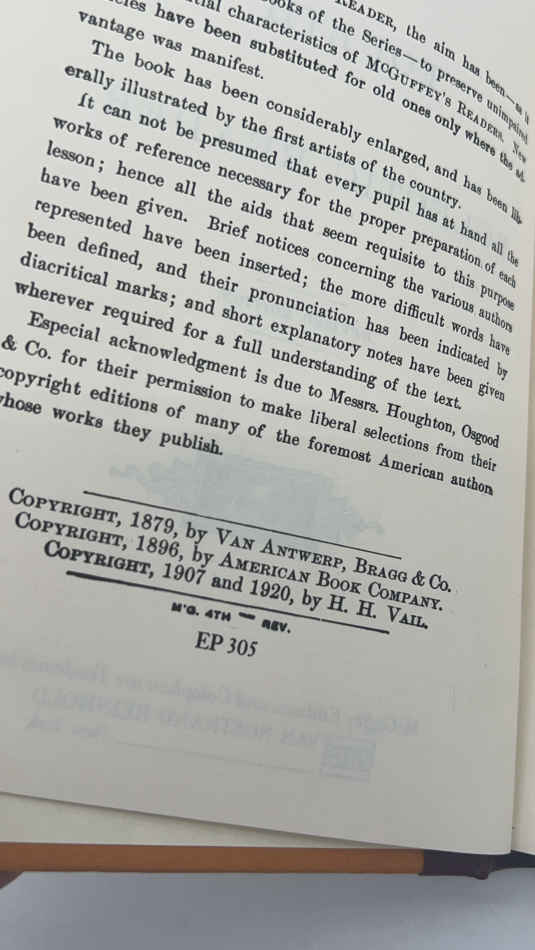 READER, the aim has been—as it
ooks of the Series—to preserve unimpaired
tial characteristics of MCGUFFEY'S READERS. New
cles have been substituted for old ones only where the ad-
vantage was manifest.
The book has been considerably enlarged, and has been lib-
erally illustrated by the first artists of the country.
It can not be presumed that every pupil has at hand all the
works of reference necessary for the proper preparation of each
lesson; hence all the aids that seem requisite to this purpose
have been given. Brief notices concerning the various authors
represented have been inserted; the more difficult words have
been defined, and their pronunciation has been indicated by
diacritical marks; and short explanatory notes have been given
wherever required for a full understanding of the text.
Especial acknowledgment is due to Messrs. Houghton, Osgood
& Co. for their permission to make liberal selections from their
copyright editions of many of the foremost American authors
whose works they publish.
COPYRIGHT, 1879, by VAN ANTWERP, BRAGG & CO.
COPYRIGHT, 1896, by AMERICAN BOOK COMPANY.
COPYRIGHT, 1907 and 1920, by H. H. VAIL.
M'G. 4TH — REV.
EP 305